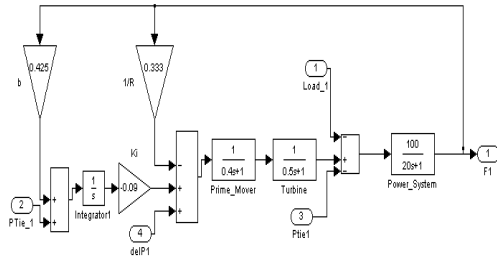 0.425
0.333
b
1/R
1
Load_1
Ki
1
s
-0.09
Integrator1
1
0.4s+1
Prime_Mover
1
0.5s+1
Turbine
100
20s+1
Power_System
1
F1
2
PTie_1
4
delP1
3
Ptie1